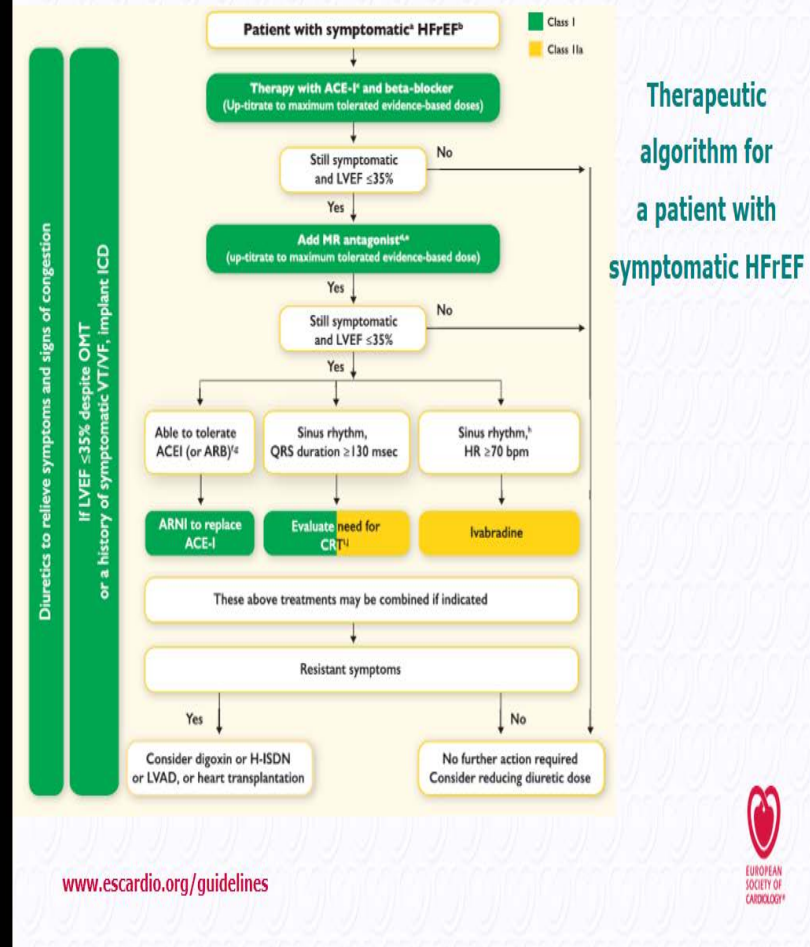 Patient with symptomaticᵃ HFrEFᵇ
Class I
Class IIa
Therapy with ACE-Iᶜ and beta-blocker
(Up-titrate to maximum tolerated evidence-based doses)
Still symptomatic
and LVEF ≤35%
No
Yes
Add MR antagonistᵈ,ᵉ
(up-titrate to maximum tolerated evidence-based dose)
Yes
Still symptomatic
and LVEF ≤35%
No
Yes
Able to tolerate
ACEI (or ARB)ᶠ,ᵍ
Sinus rhythm,
QRS duration ≥130 msec
Sinus rhythm,ʰ
HR ≥70 bpm
ARNI to replace
ACE-I
Evaluate need for
CRTⁱ,ʲ
Ivabradine
These above treatments may be combined if indicated
Resistant symptoms
Yes
No
Consider digoxin or H-ISDN
or LVAD, or heart transplantation
No further action required
Consider reducing diuretic dose
Diuretics to relieve symptoms and signs of congestion
If LVEF ≤35% despite OMT
or a history of symptomatic VT/VF, implant ICD
Therapeutic
algorithm for
a patient with
symptomatic HFrEF
www.escardio.org/guidelines
EUROPEAN
SOCIETY OF
CARDIOLOGY®